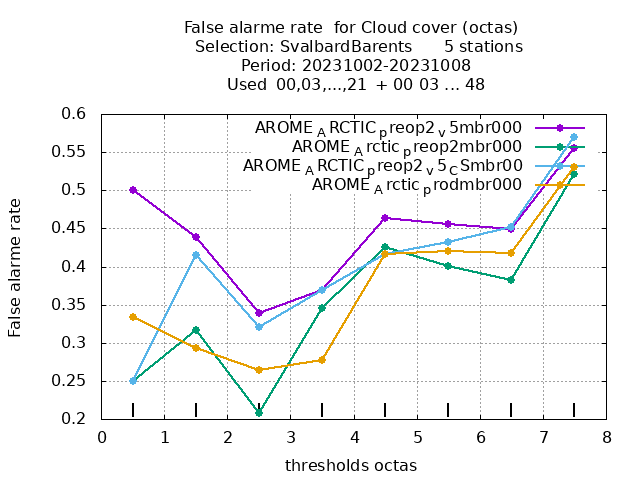 False alarme rate  for Cloud cover (octas)
Selection: SvalbardBarents      5 stations
Period: 20231002-20231008
Used  00,03,...,21  + 00 03 ... 48
0.6
0.55
0.5
0.45
0.4
0.35
0.3
0.25
0.2
False alarme rate
AROME_ARCTIC_preop2_v5mbr000
AROME_Arctic_preop2mbr000
AROME_ARCTIC_preop2_v5_CSmbr00
AROME_Arctic_prodmbr000
0 1 2 3 4 5 6 7 8
thresholds octas